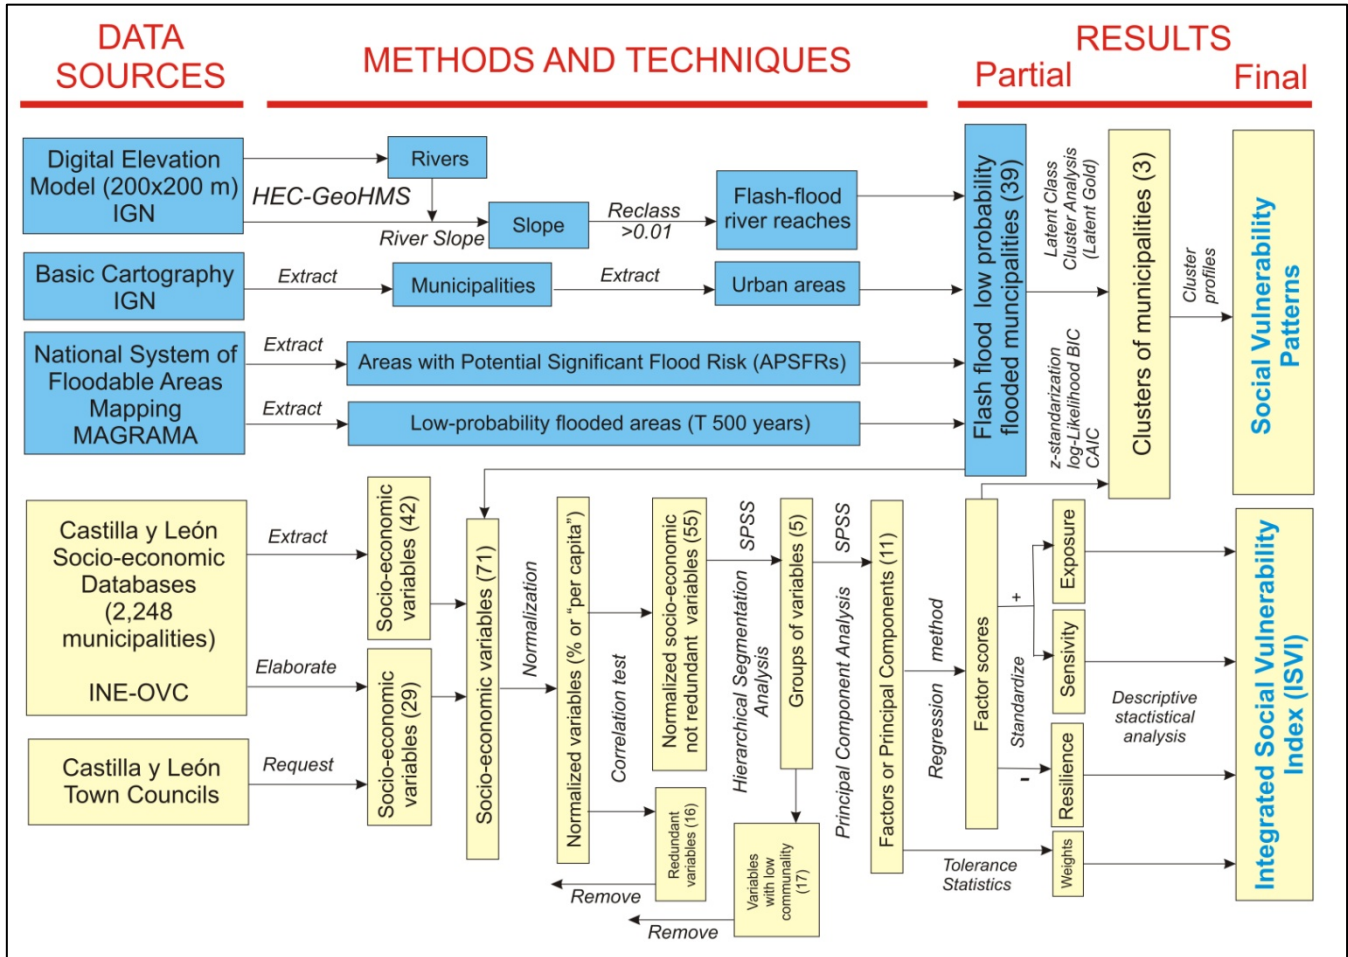 DATA
SOURCES
METHODS AND TECHNIQUES
RESULTS
Partial
Final
Digital Elevation
Model (200x200 m)
IGN
HEC-GeoHMS
Rivers
River Slope
Slope
Reclass
>0.01
Flash-flood
river reaches
Basic Cartography
IGN
Extract
Municipalities
Extract
Urban areas
National System of
Floodable Areas
Mapping
MAGRAMA
Extract
Areas with Potential Significant Flood Risk (APSFRs)
Extract
Low-probability flooded areas (T 500 years)
Flash flood low probability
flooded muncipalities (39)
Latent Class
Cluster Analysis
(Latent Gold)
z-standarization
log-Likelihood BIC
CAIC
Clusters of municipalities (3)
Cluster
profiles
Social Vulnerability
Patterns
Castilla y León
Socio-economic
Databases
(2,248
municipalities)
INE-OVC
Extract
Elaborate
Castilla y León
Town Councils
Request
Socio-economic
variables (42)
Socio-economic
variables (29)
Socio-economic variables (71)
Normalization
Normalized variables (% or "per capita")
Correlation test
Normalized socio-economic
not redundant variables (55)
Redundant
variables (16)
Remove
SPSS
Hierarchical Segmentation
Analysis
Groups of variables (5)
Variables
with low
communality
(17)
Remove
SPSS
Principal Component Analysis
Factors or Principal Components (11)
Regression method
Factor scores
Standardize
+
-
Exposure
Sensivity
Resilience
Tolerance
Statistics
Weights
Descriptive
stactistical
analysis
Integrated Social Vulnerability
Index (ISVI)